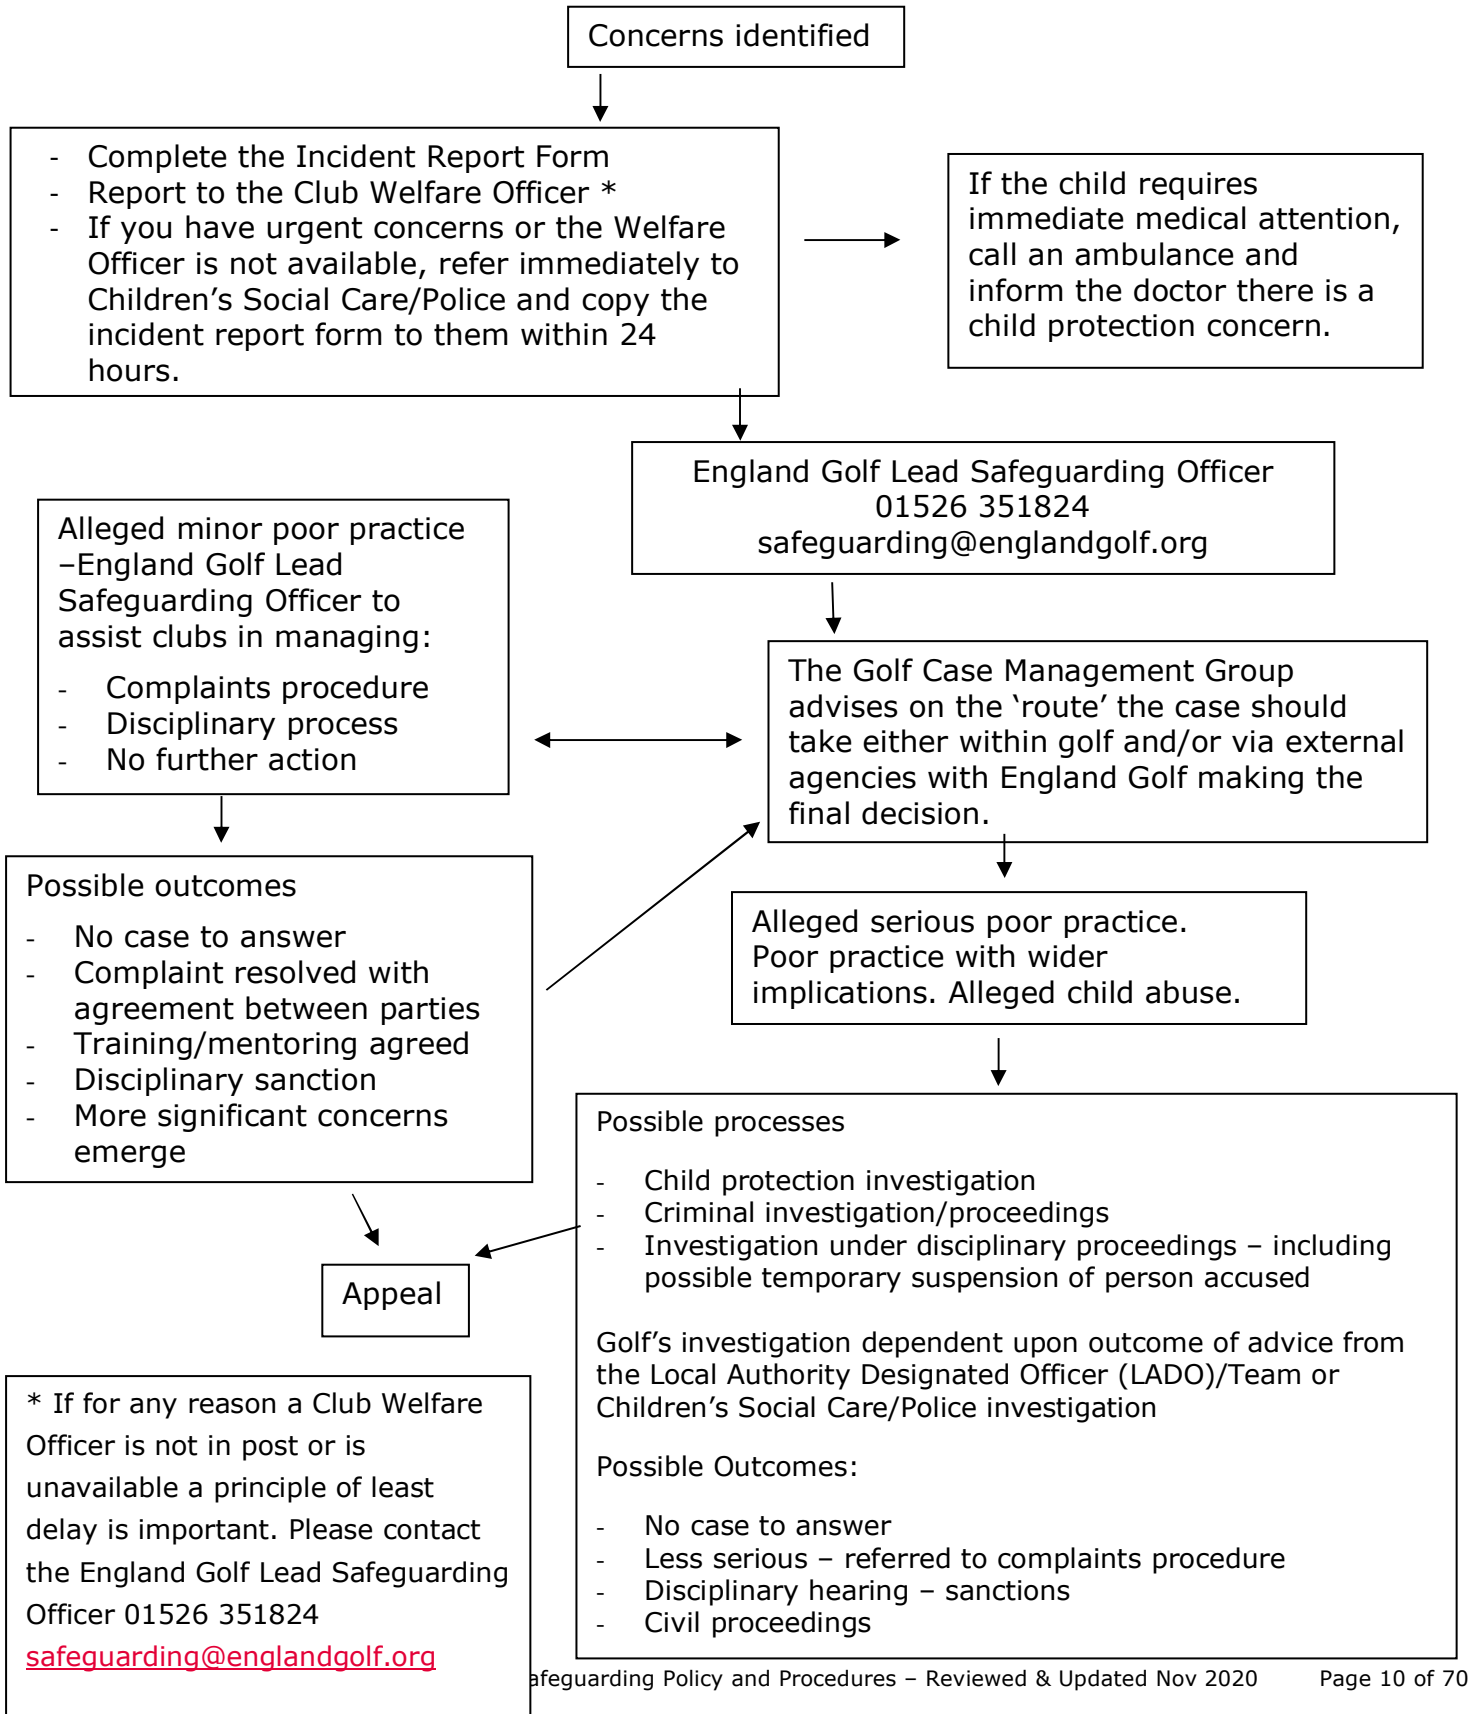 Concerns identified
- Complete the Incident Report Form
- Report to the Club Welfare Officer *
- If you have urgent concerns or the Welfare
Officer is not available, refer immediately to
Children’s Social Care/Police and copy the
incident report form to them within 24
hours.
If the child requires
immediate medical attention,
call an ambulance and
inform the doctor there is a
child protection concern.
England Golf Lead Safeguarding Officer
01526 351824
safeguarding@englandgolf.org
Alleged minor poor practice
–England Golf Lead
Safeguarding Officer to
assist clubs in managing:
- Complaints procedure
- Disciplinary process
- No further action
The Golf Case Management Group
advises on the ‘route’ the case should
take either within golf and/or via external
agencies with England Golf making the
final decision.
Possible outcomes
- No case to answer
- Complaint resolved with
agreement between parties
- Training/mentoring agreed
- Disciplinary sanction
- More significant concerns
emerge
Alleged serious poor practice.
Poor practice with wider
implications. Alleged child abuse.
Possible processes
- Child protection investigation
- Criminal investigation/proceedings
- Investigation under disciplinary proceedings – including
possible temporary suspension of person accused
Golf’s investigation dependent upon outcome of advice from
the Local Authority Designated Officer (LADO)/Team or
Children’s Social Care/Police investigation
Possible Outcomes:
- No case to answer
- Less serious – referred to complaints procedure
- Disciplinary hearing – sanctions
- Civil proceedings
Appeal
* If for any reason a Club Welfare
Officer is not in post or is
unavailable a principle of least
delay is important. Please contact
the England Golf Lead Safeguarding
Officer 01526 351824
safeguarding@englandgolf.org
afeguarding Policy and Procedures – Reviewed & Updated Nov 2020 Page 10 of 70